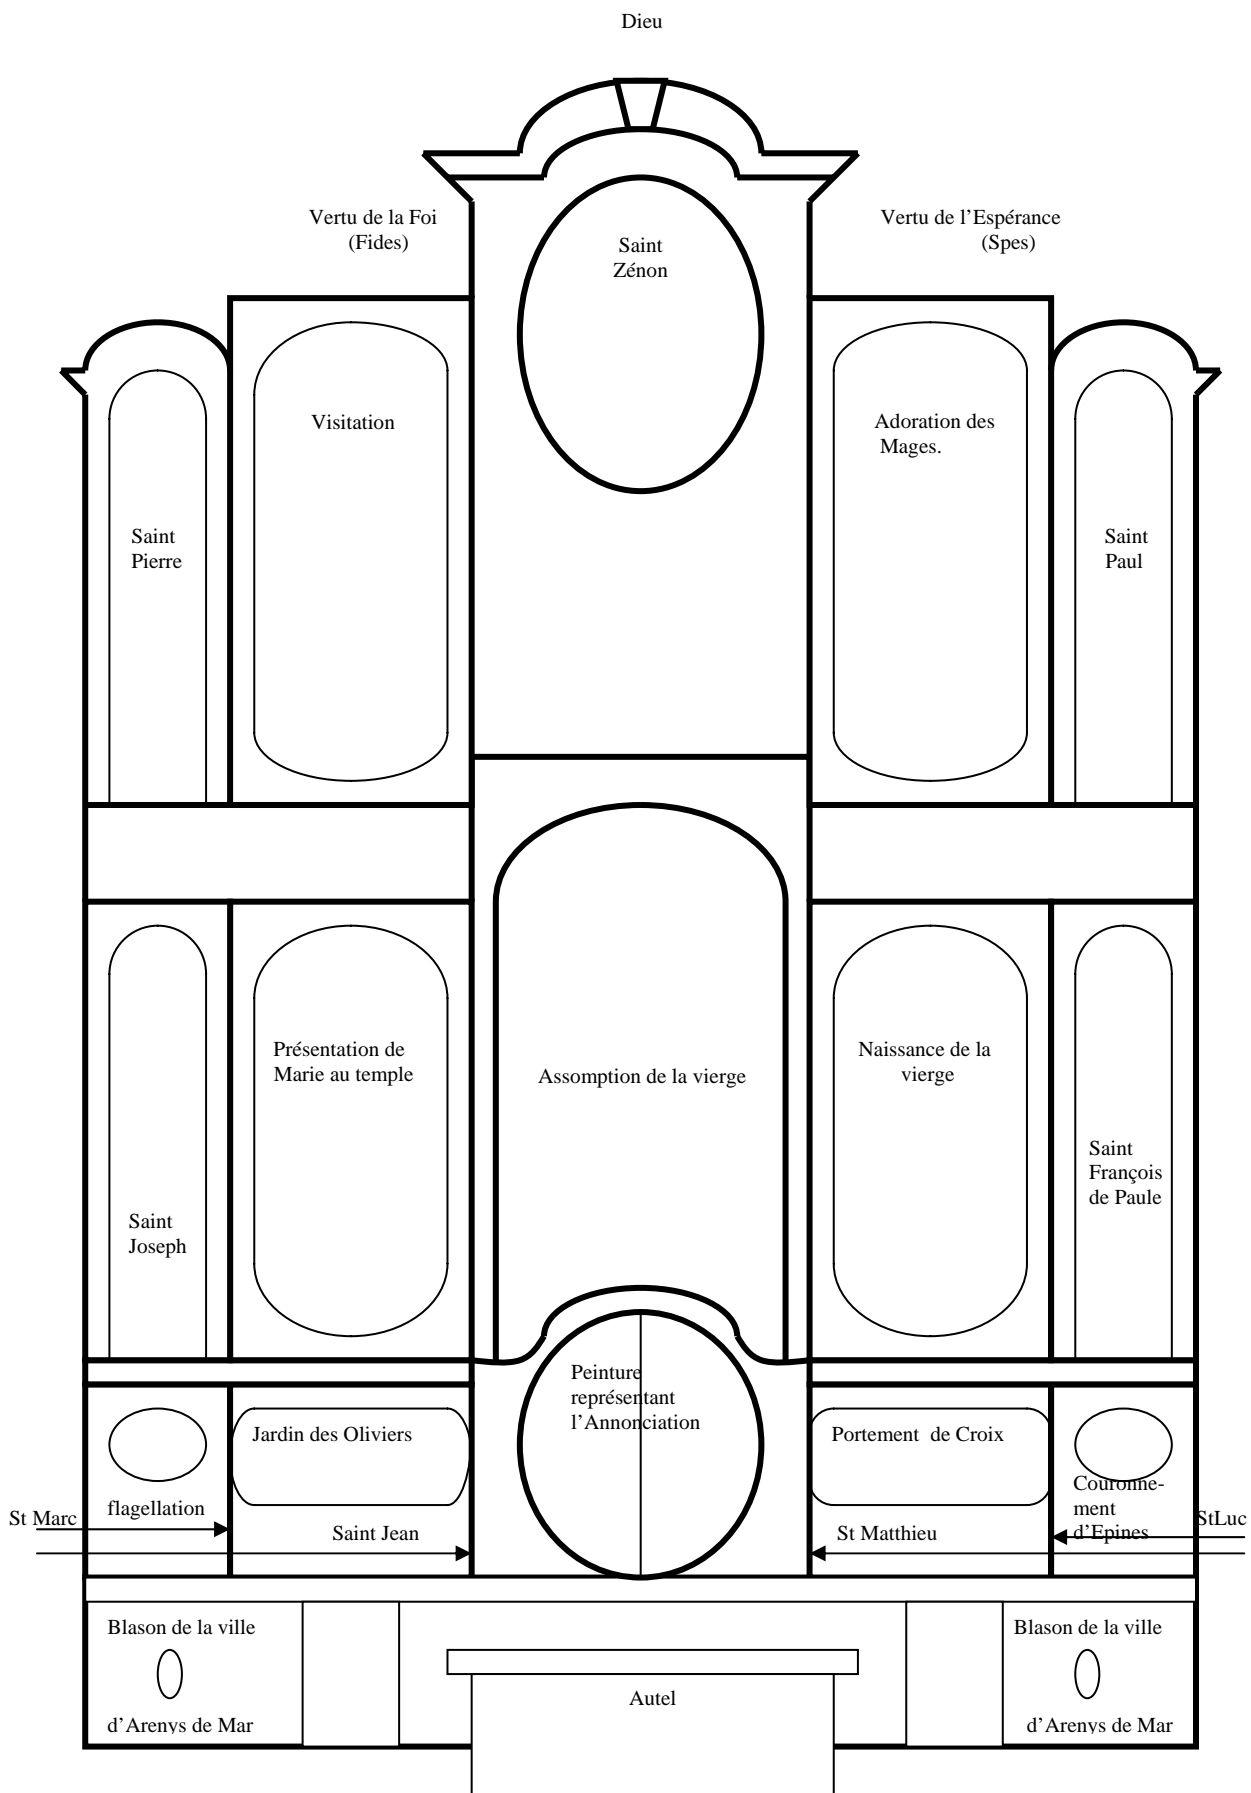 Dieu
Vertu de la Foi
(Fides)
Vertu de l’Espérance
(Spes)
Saint
Zénon
Visitation
Adoration des
Mages.
Saint
Pierre
Saint
Paul
Présentation de
Marie au temple
Assomption de la vierge
Naissance de la
vierge
Saint
Joseph
Saint
François
de Paule
Peinture
représentant
l’Annonciation
Jardin des Oliviers
Portement de Croix
flagellation
Couronne-
ment
d’Epines
St Marc
Saint Jean
St Matthieu
StLuc
Blason de la ville
d’Arenys de Mar
Autel
Blason de la ville
d’Arenys de Mar